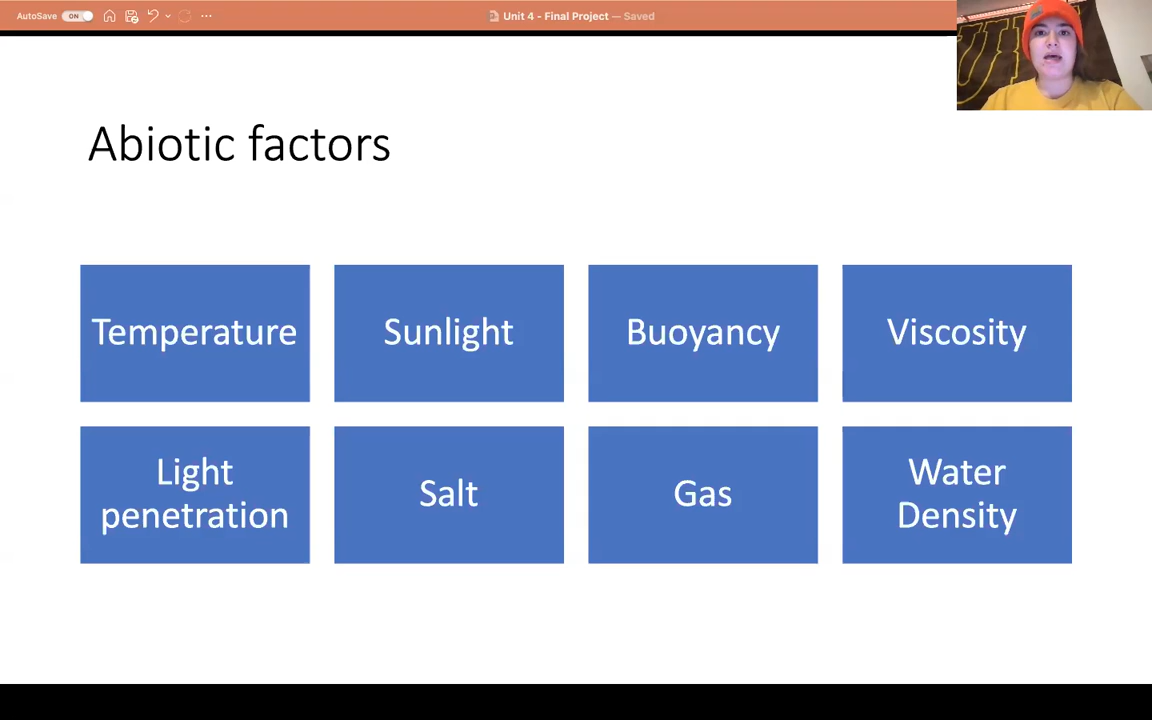 AutoSave ON Unit 4 - Final Project — Saved
Abiotic factors
Temperature
Sunlight
Buoyancy
Viscosity
Light
penetration
Salt
Gas
Water
Density